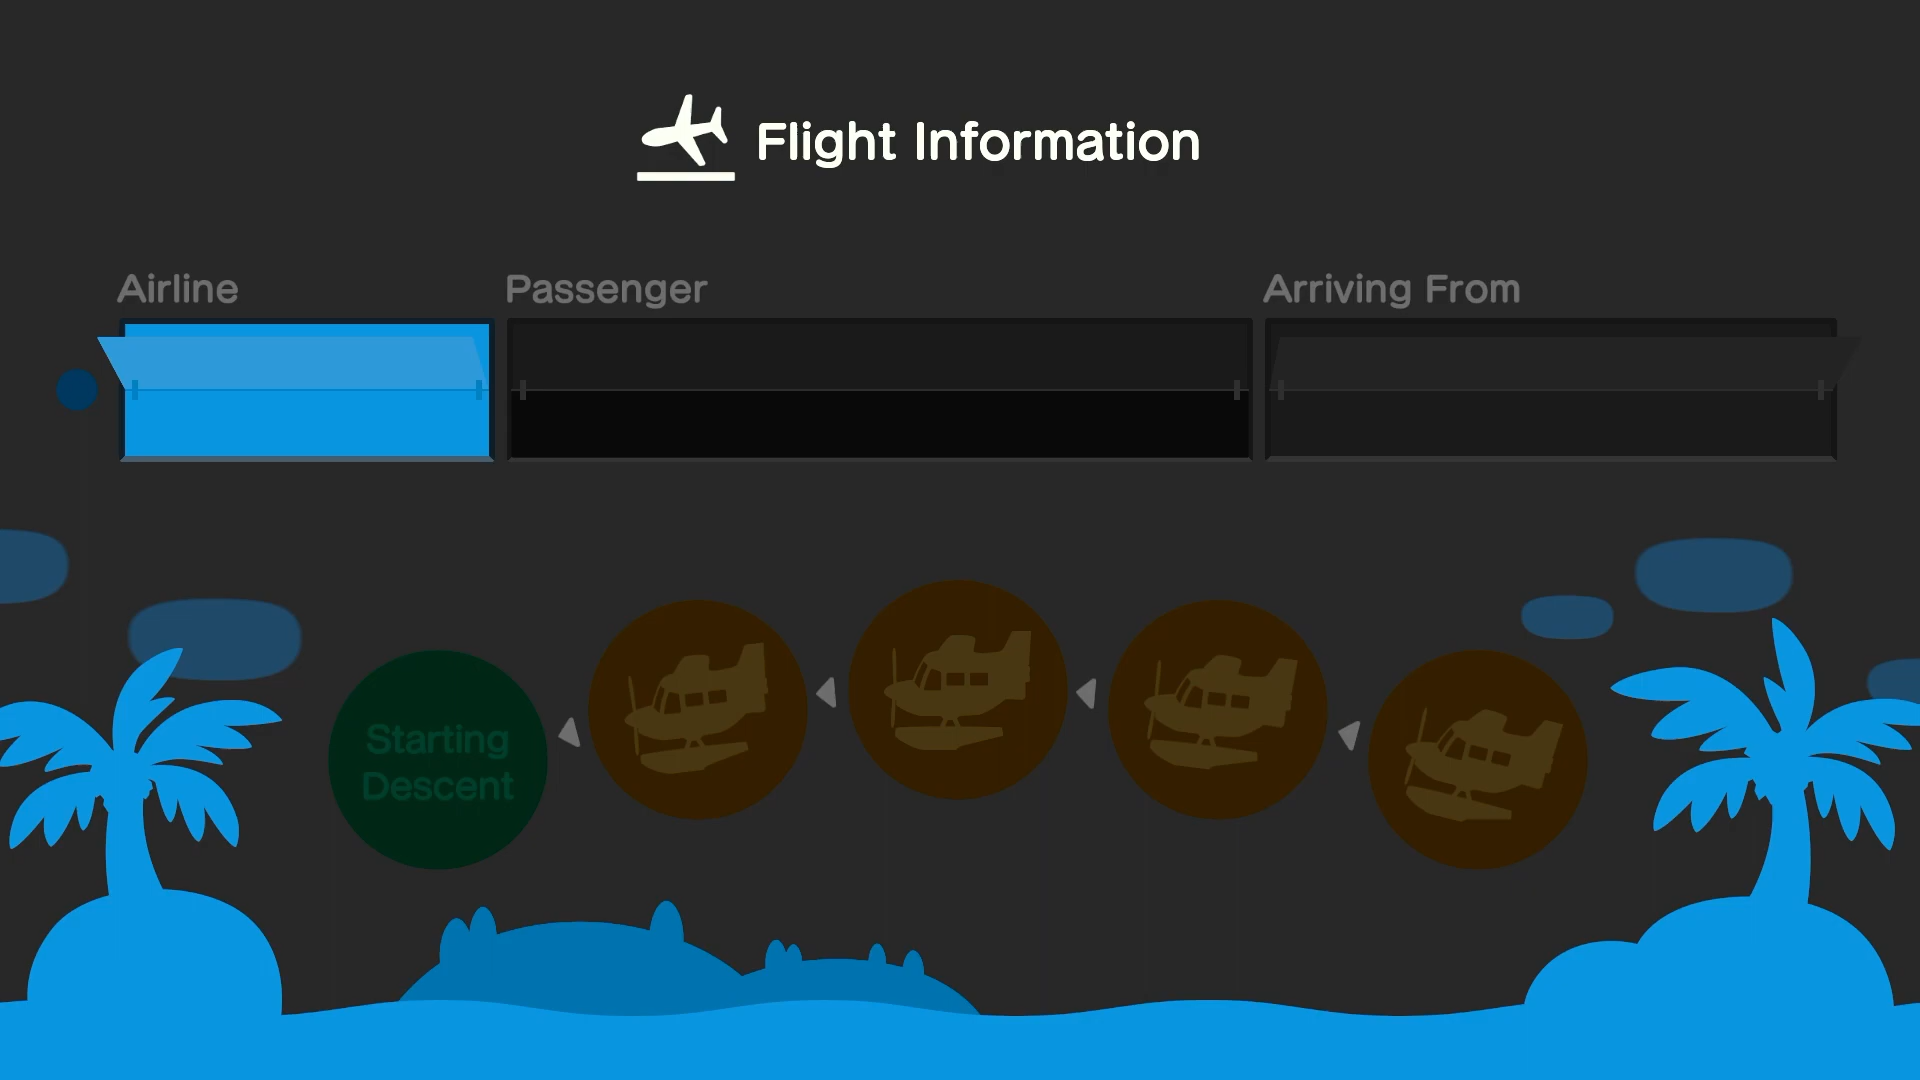 Flight Information
Airline
Passenger
Arriving From
Starting
Descent